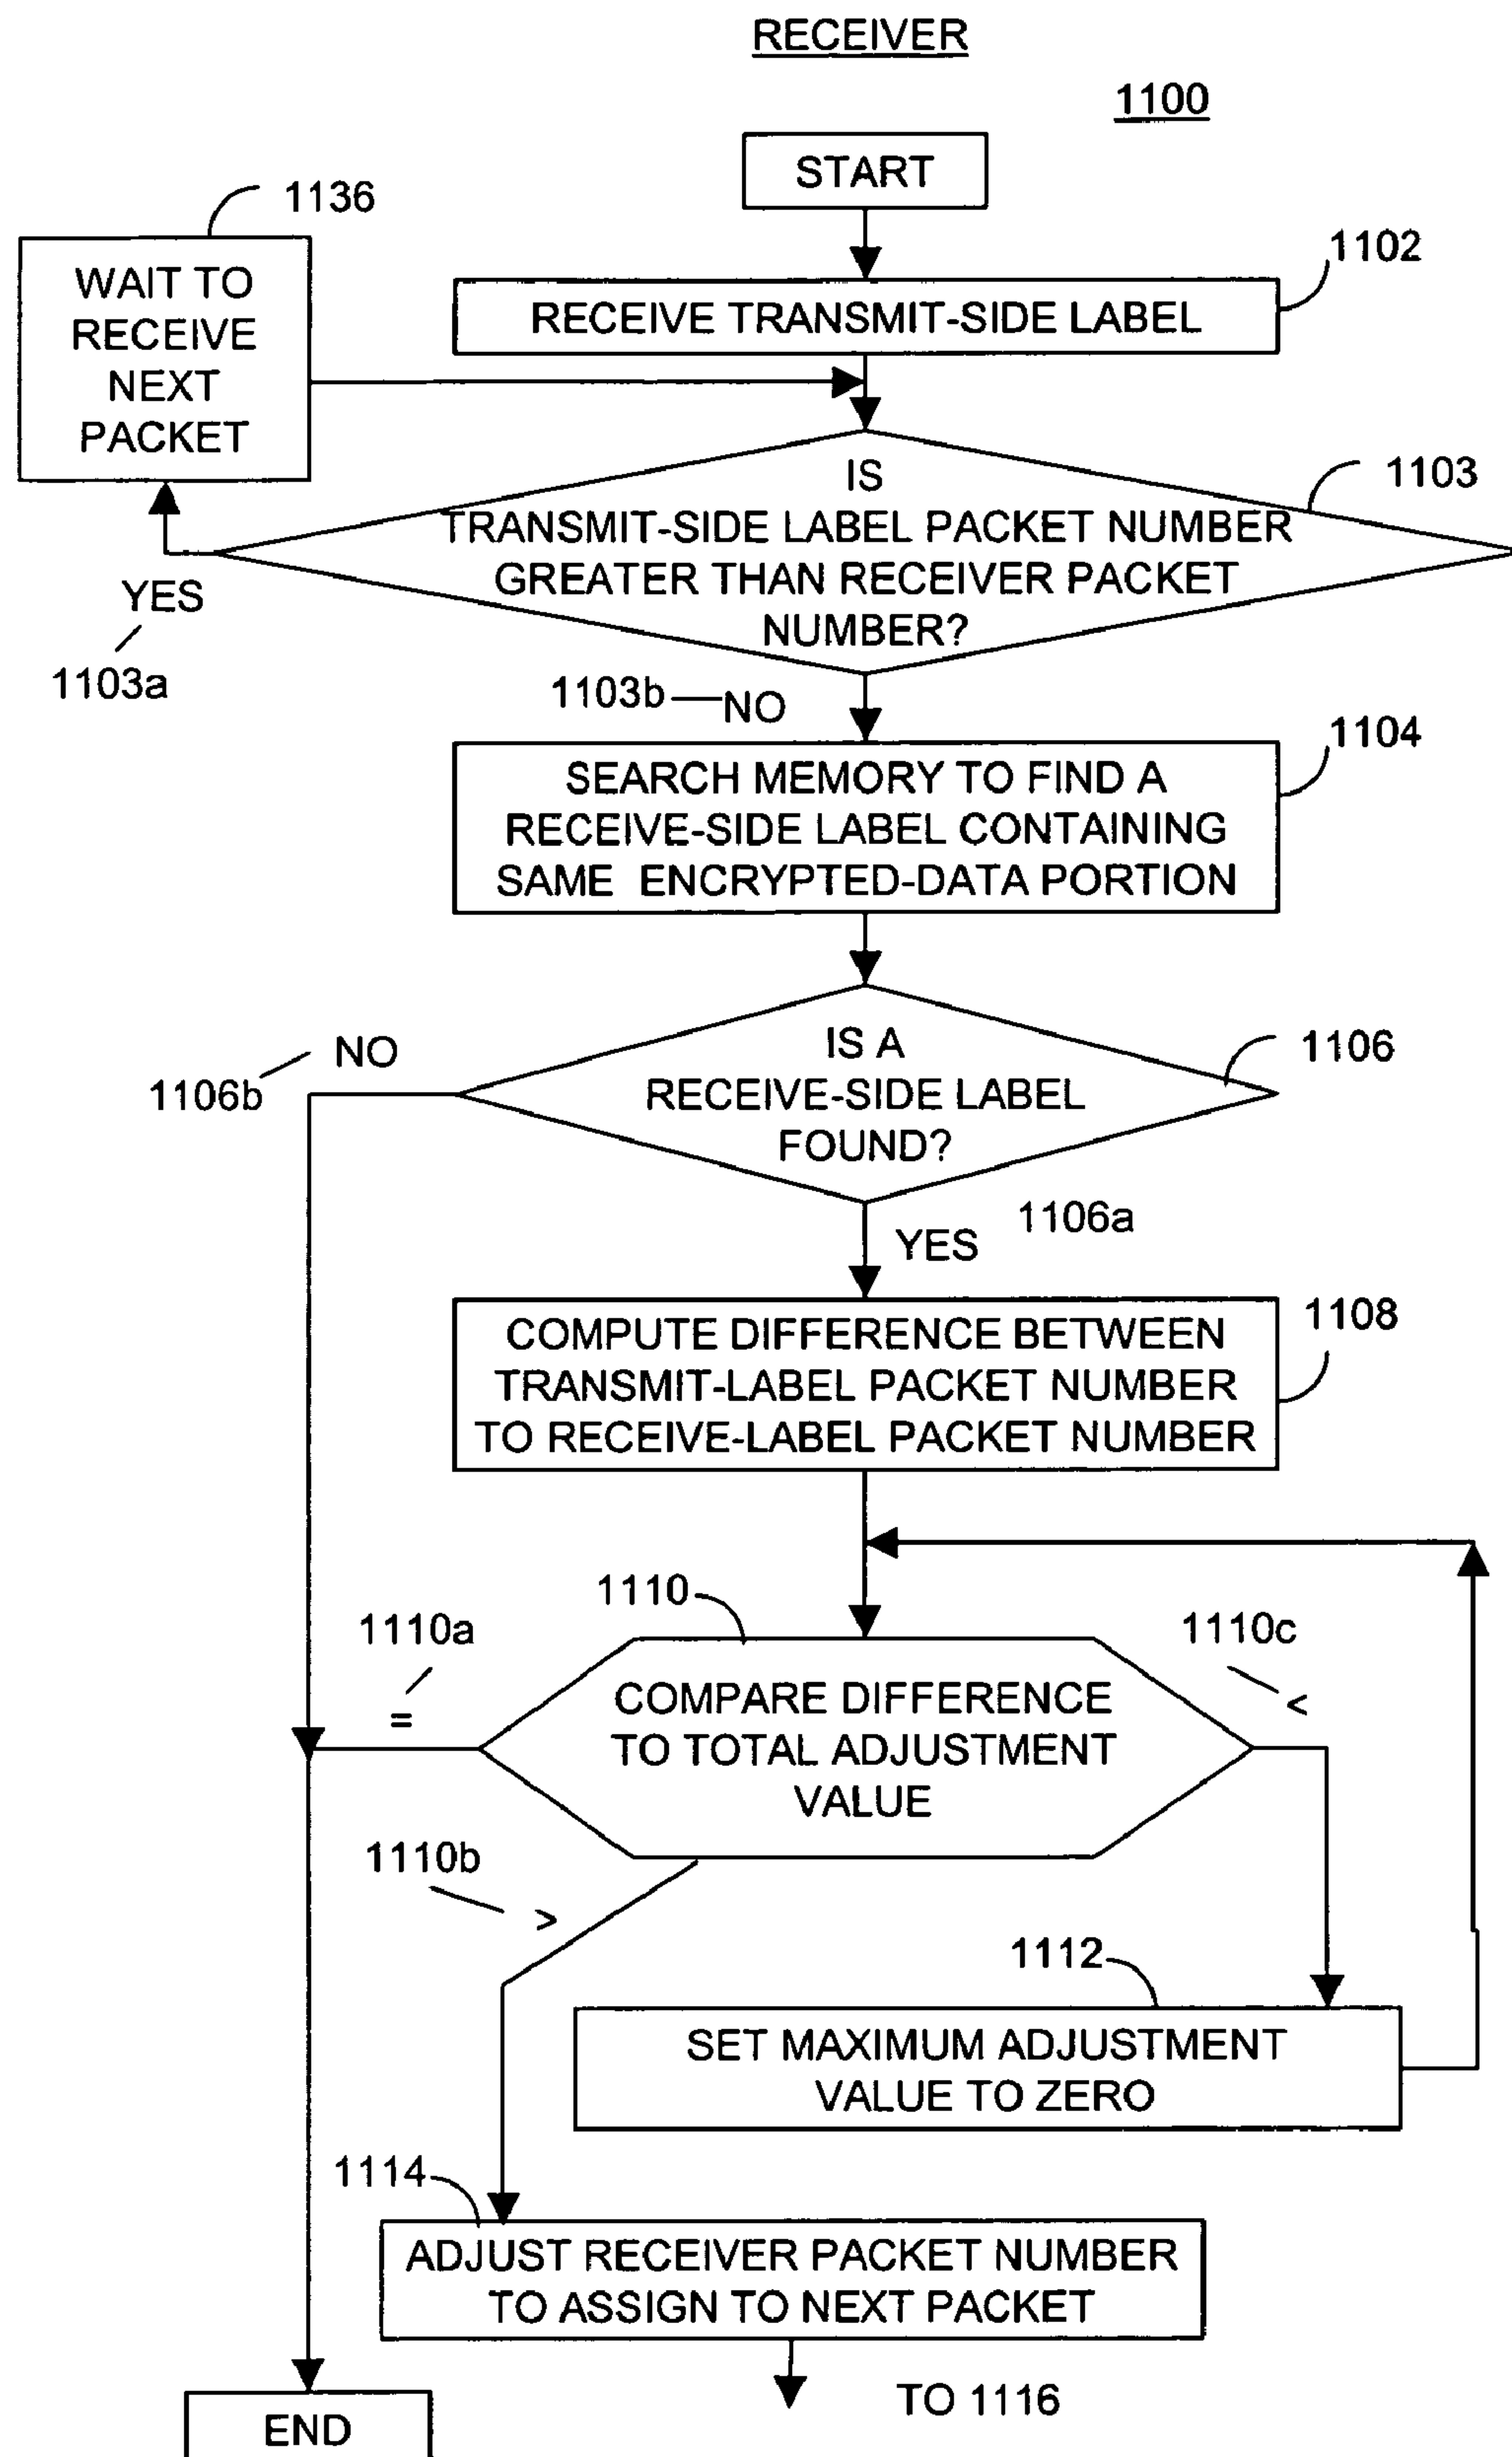 RECEIVER
1100
START
1136
WAIT TO
RECEIVE
NEXT
PACKET
1102
RECEIVE TRANSMIT-SIDE LABEL
1103
IS
TRANSMIT-SIDE LABEL PACKET NUMBER
GREATER THAN RECEIVER PACKET
NUMBER?
YES
1103a
1103b
NO
1104
SEARCH MEMORY TO FIND A
RECEIVE-SIDE LABEL CONTAINING
SAME ENCRYPTED-DATA PORTION
NO
1106b
1106
IS A
RECEIVE-SIDE LABEL
FOUND?
1106a
YES
1108
COMPUTE DIFFERENCE BETWEEN
TRANSMIT-LABEL PACKET NUMBER
TO RECEIVE-LABEL PACKET NUMBER
1110
1110a
=
1110c
<
COMPARE DIFFERENCE
TO TOTAL ADJUSTMENT
VALUE
1110b
>
1112
SET MAXIMUM ADJUSTMENT
VALUE TO ZERO
1114
ADJUST RECEIVER PACKET NUMBER
TO ASSIGN TO NEXT PACKET
TO 1116
END